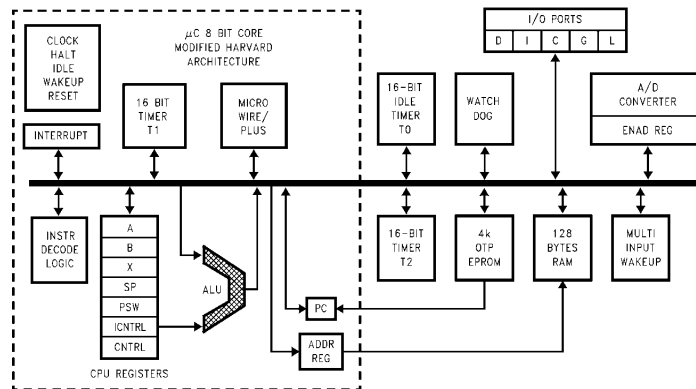 I/O PORTS
D I C G L
CLOCK
HALT
IDLE
WAKEUP
RESET
μC 8 BIT CORE
MODIFIED HARVARD
ARCHITECTURE
16 BIT
TIMER
T1
MICRO
WIRE/
PLUS
16-BIT
IDLE
TIMER
T0
WATCH
DOG
A/D
CONVERTER
ENAD REG
INTERRUPT
INSTR
DECODE
LOGIC
A
B
X
SP
PSW
ICNTRL
CNTRL
CPU REGISTERS
ALU
PC
ADDR
REG
16-BIT
TIMER
T2
4k
OTP
EPROM
128
BYTES
RAM
MULTI
INPUT
WAKEUP